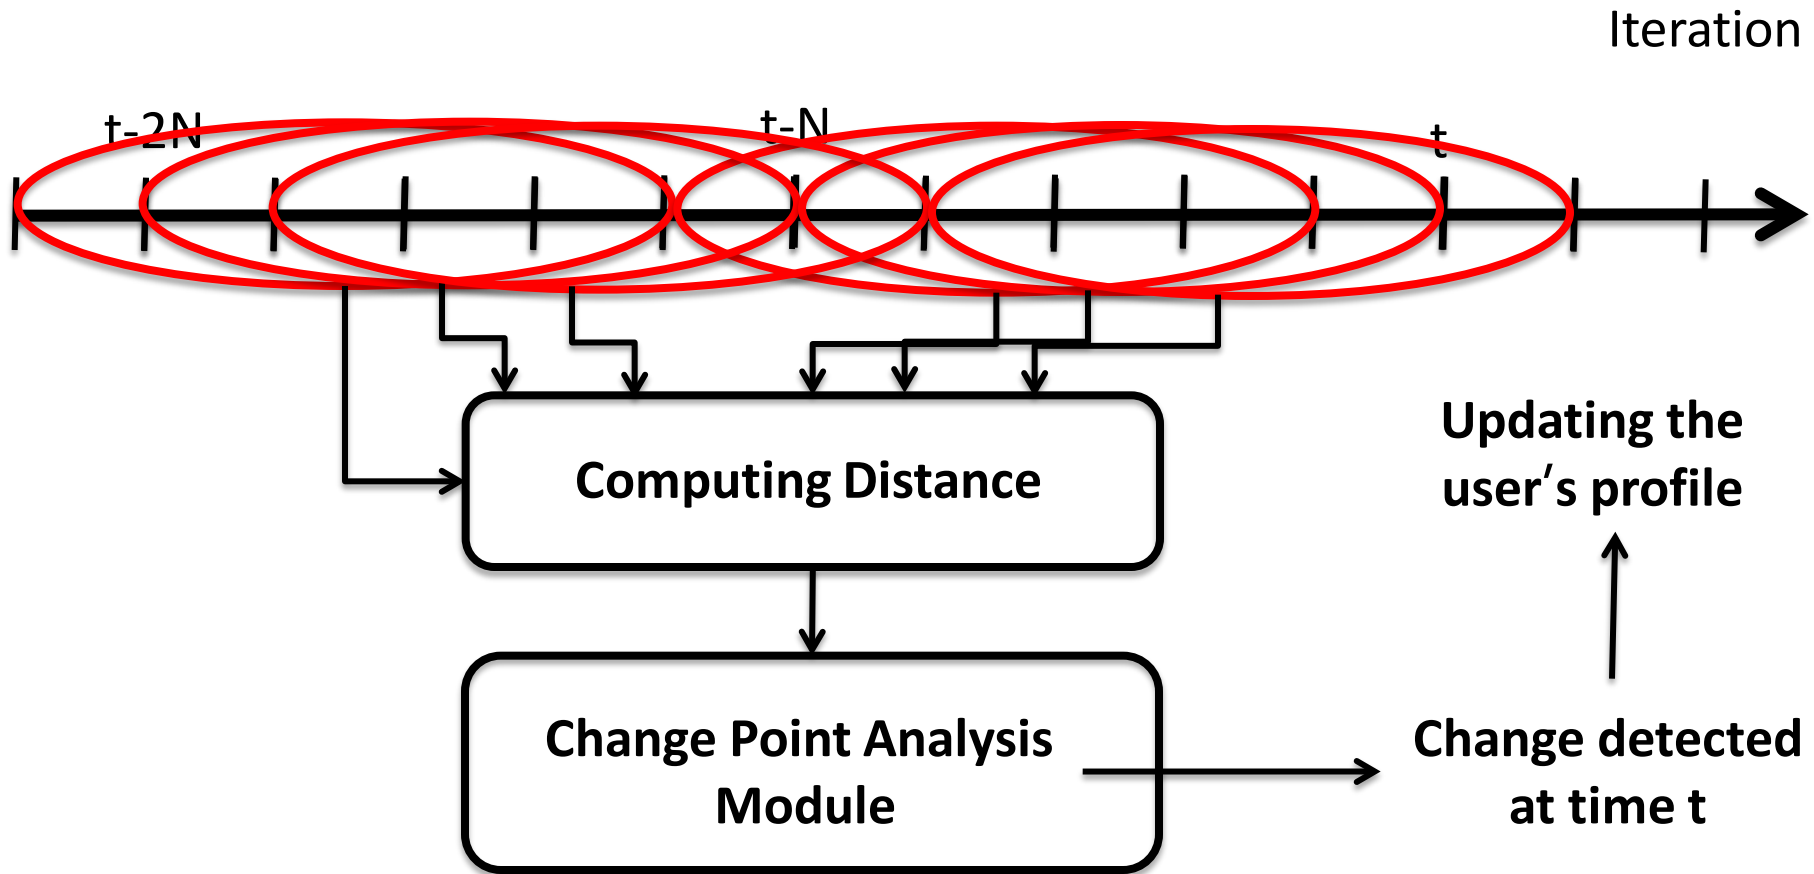 Iteration
t-2N
t-N
t
Computing Distance
Updating the
user's profile
Change Point Analysis
Module
Change detected
at time t